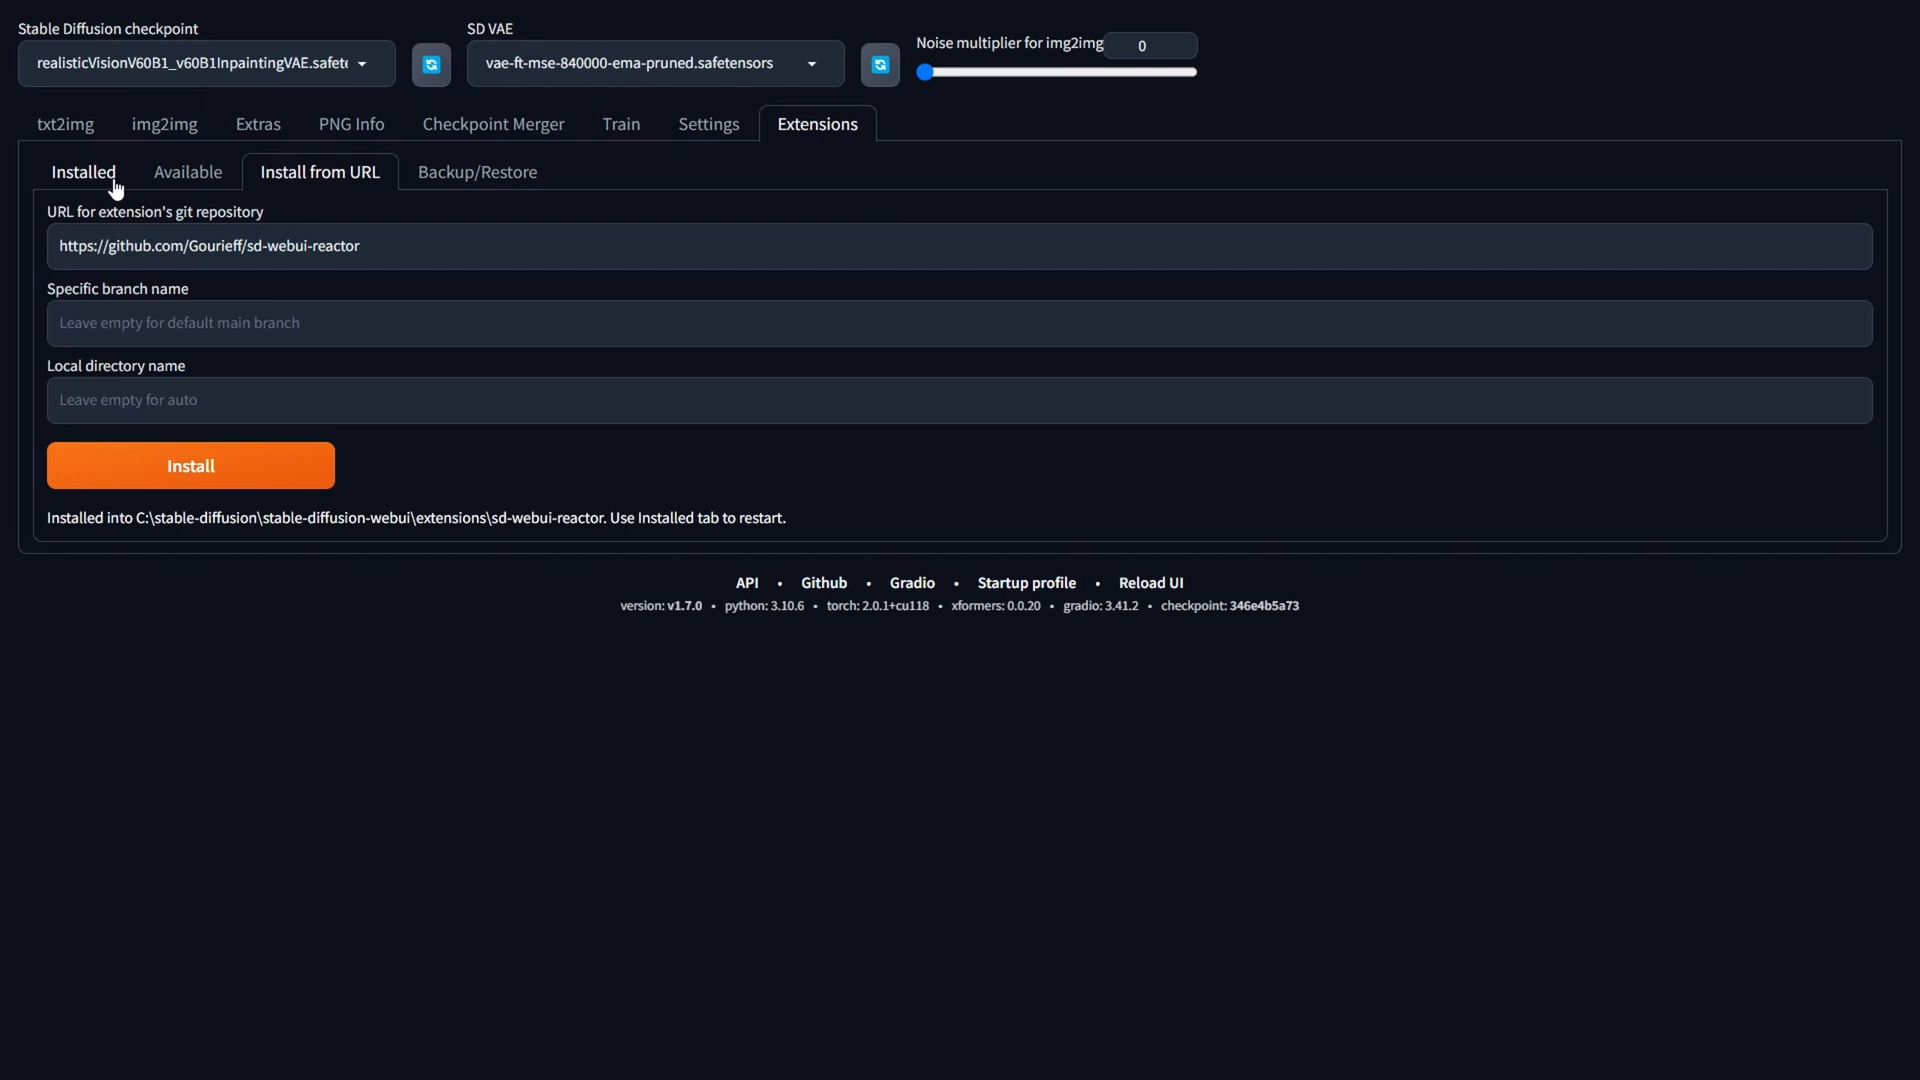 Stable Diffusion checkpoint
realisticVisionV60B1_v60B1InpaintingVAE.safete
SD VAE
vae-ft-mse-840000-ema-pruned.safetensors
Noise multiplier for img2img
0
txt2img img2img Extras PNG Info Checkpoint Merger Train Settings Extensions
Installed Available Install from URL Backup/Restore
URL for extension's git repository
https://github.com/Gourieff/sd-webui-reactor
Specific branch name
Leave empty for default main branch
Local directory name
Leave empty for auto
Install
Installed into C:\stable-diffusion\stable-diffusion-webui\extensions\sd-webui-reactor. Use Installed tab to restart.
API • Github • Gradio • Startup profile • Reload UI
version: v1.7.0 • python: 3.10.6 • torch: 2.0.1+cu118 • xformers: 0.0.20 • gradio: 3.41.2 • checkpoint: 346e4b5a73